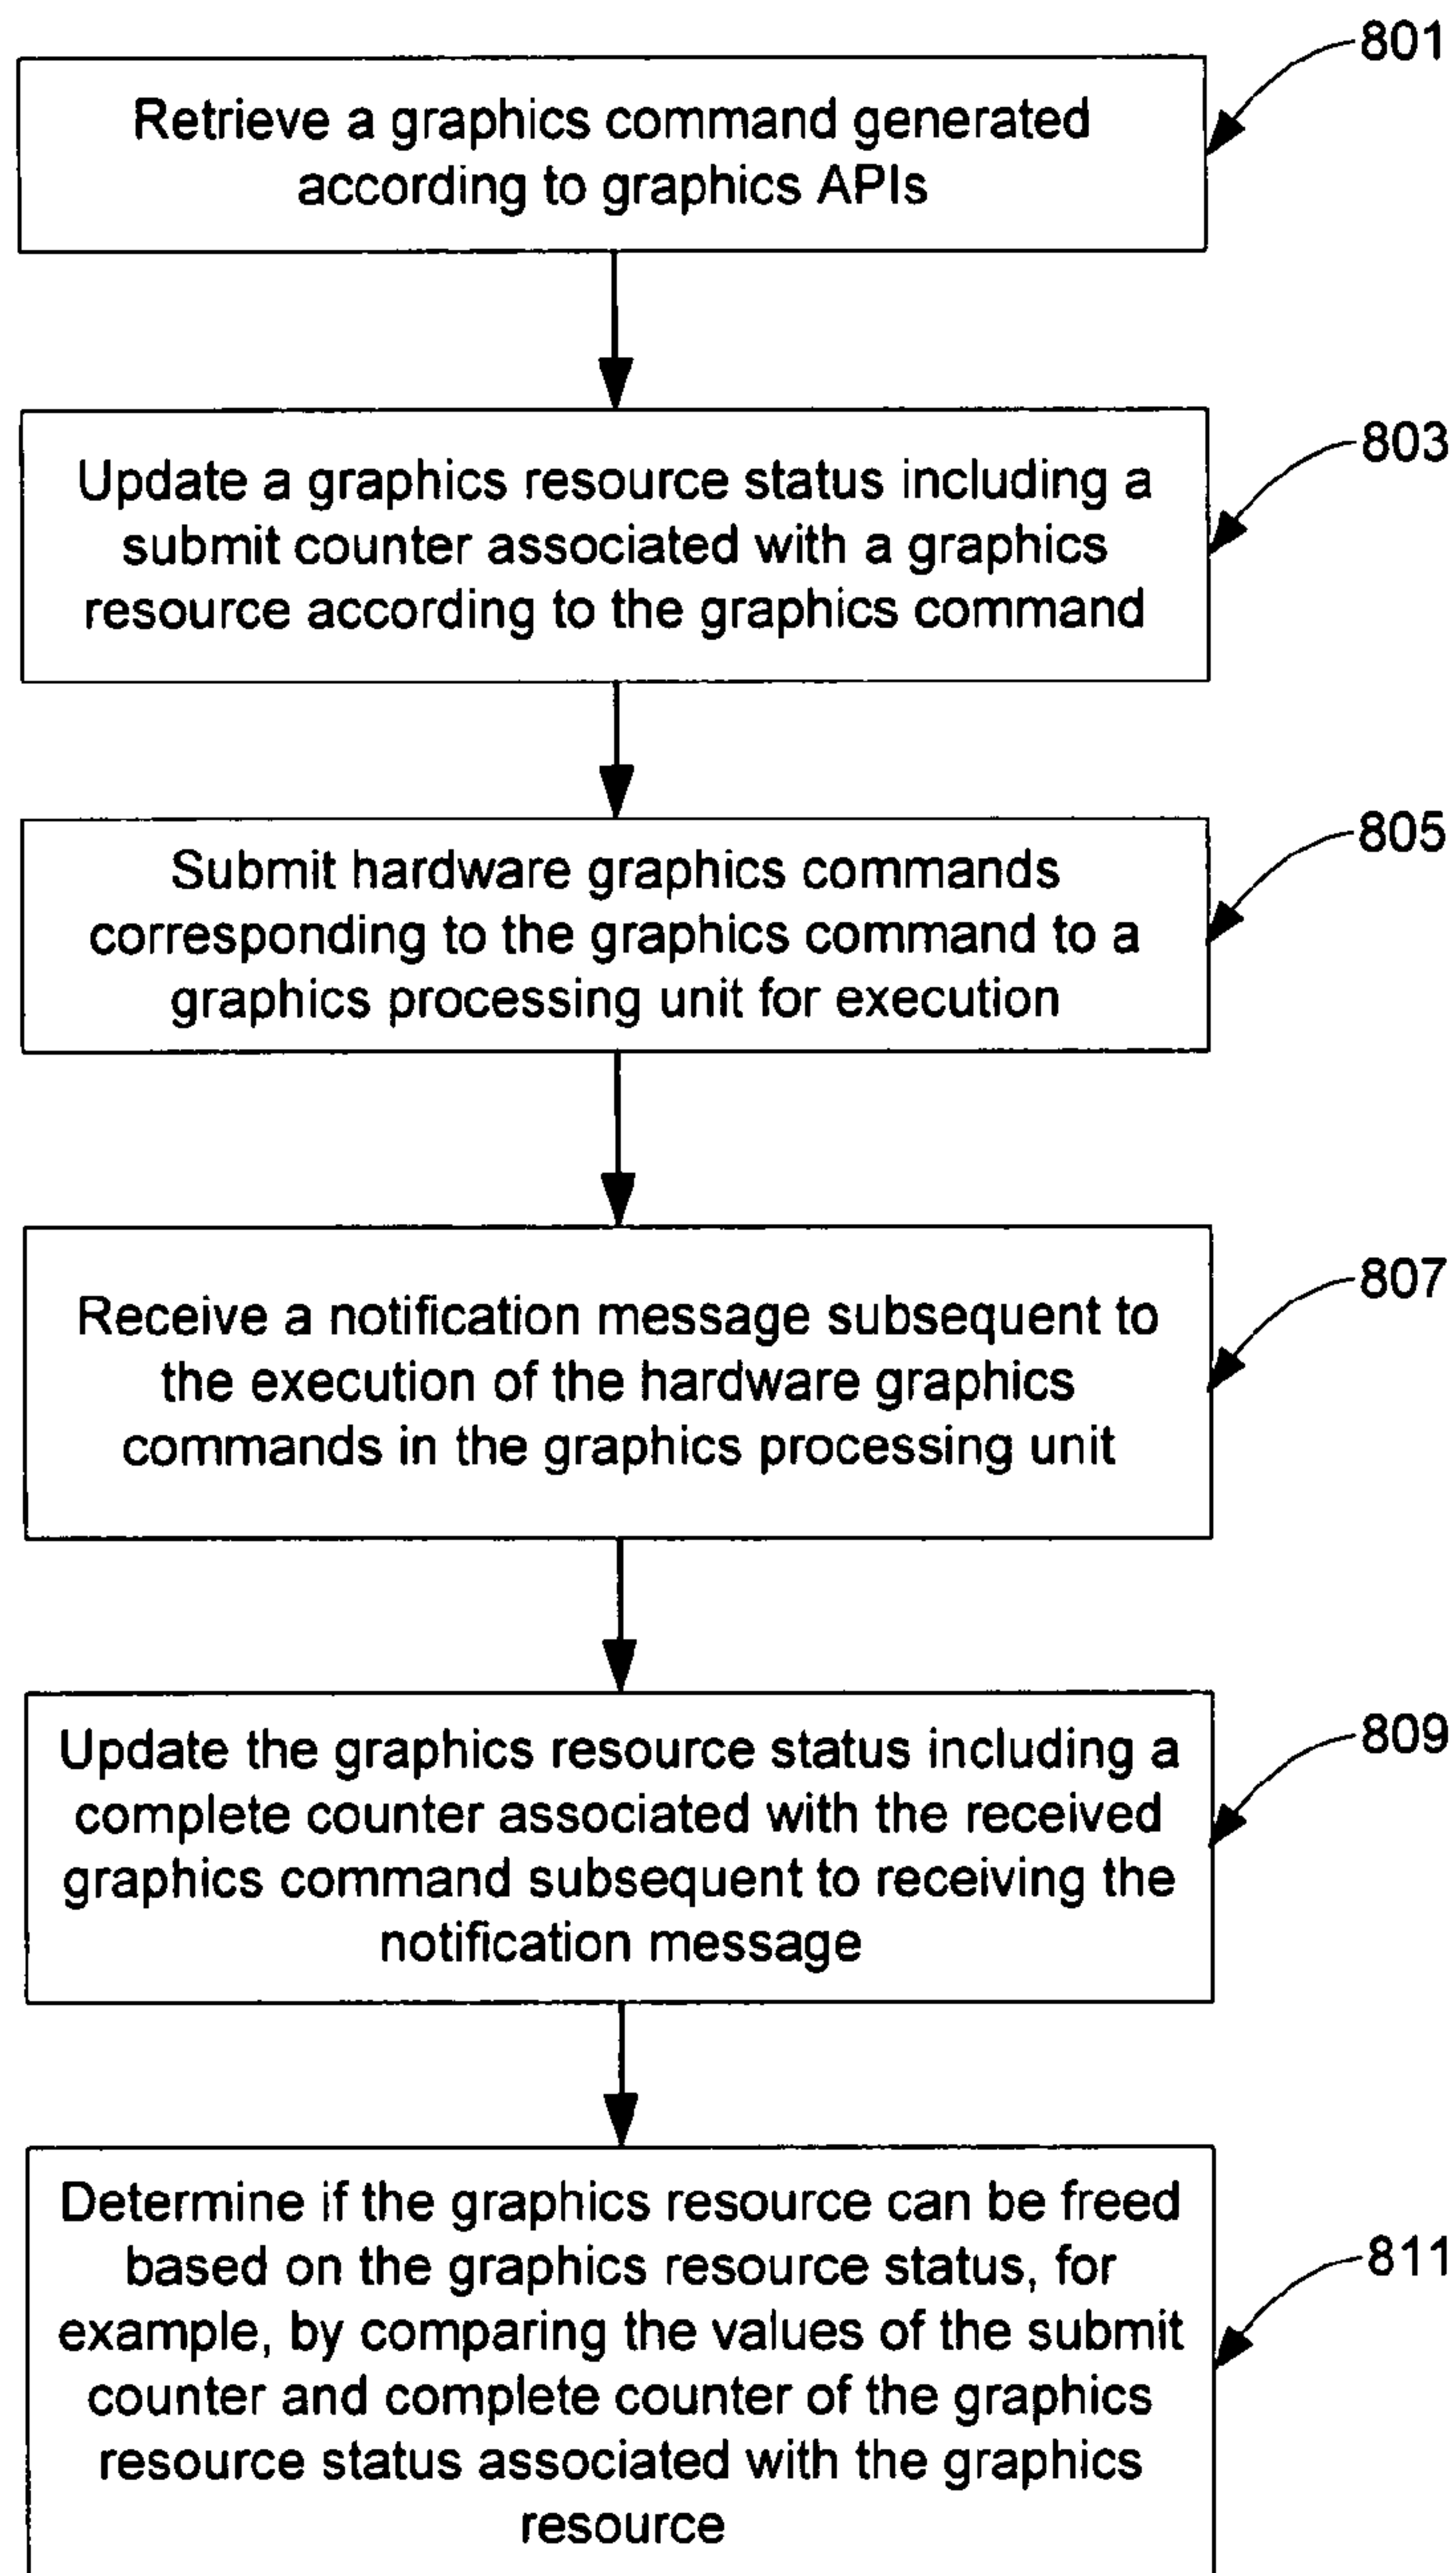 801
Retrieve a graphics command generated
according to graphics APIs
803
Update a graphics resource status including a
submit counter associated with a graphics
resource according to the graphics command
805
Submit hardware graphics commands
corresponding to the graphics command to a
graphics processing unit for execution
807
Receive a notification message subsequent to
the execution of the hardware graphics
commands in the graphics processing unit
809
Update the graphics resource status including a
complete counter associated with the received
graphics command subsequent to receiving the
notification message
811
Determine if the graphics resource can be freed
based on the graphics resource status, for
example, by comparing the values of the submit
counter and complete counter of the graphics
resource status associated with the graphics
resource